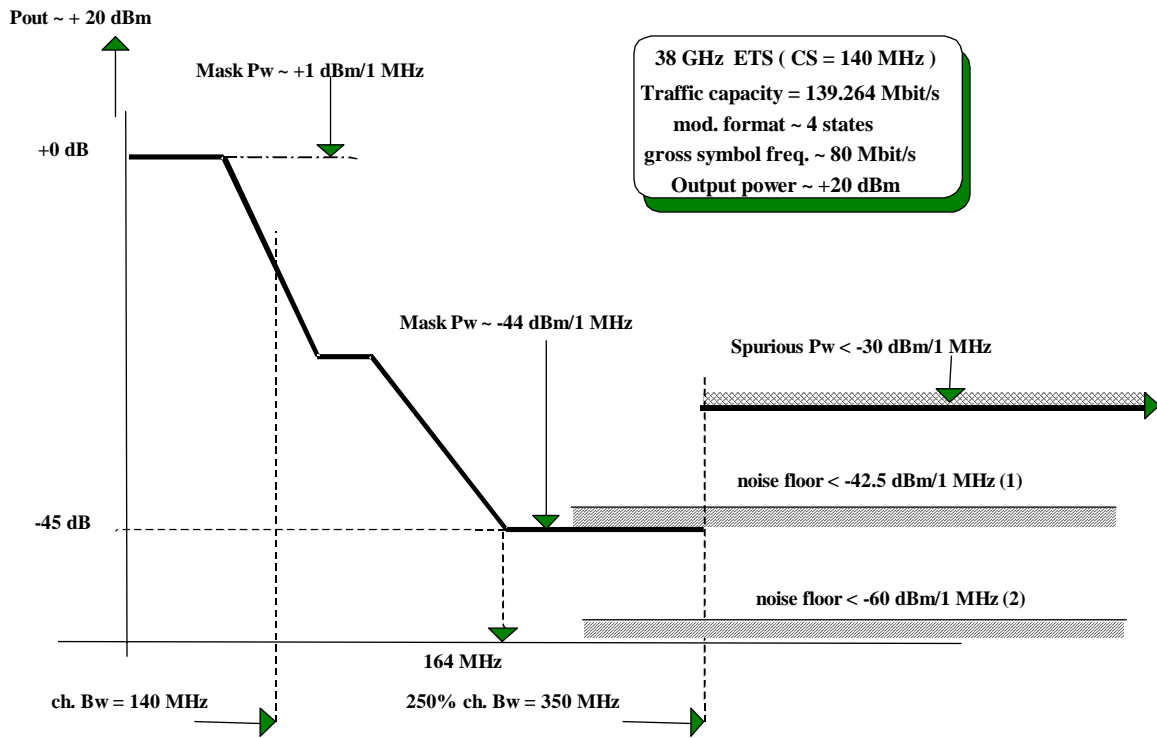 Pout ~ + 20 dBm
Mask Pw ~ +1 dBm/1 MHz
38 GHz ETS ( CS = 140 MHz )
Traffic capacity = 139.264 Mbit/s
mod. format ~ 4 states
gross symbol freq. ~ 80 Mbit/s
Output power ~ +20 dBm
+0 dB
Mask Pw ~ -44 dBm/1 MHz
Spurious Pw < -30 dBm/1 MHz
noise floor < -42.5 dBm/1 MHz (1)
-45 dB
noise floor < -60 dBm/1 MHz (2)
164 MHz
ch. Bw = 140 MHz
250% ch. Bw = 350 MHz